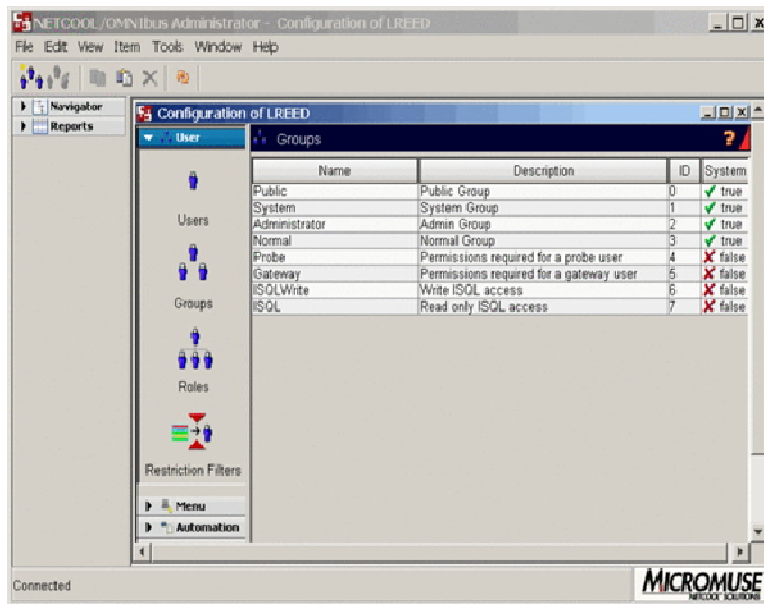 NETCOOL/OMNIbus Administrator - Configuration of LREED
File Edit View Item Tools Window Help
Navigator
Reports
Configuration of LREED
User
Groups
?
Name Description ID System
Public Public Group 0 true
System System Group 1 true
Administrator Admin Group 2 true
Normal Normal Group 3 true
Probe Permissions required for a probe user 4 false
Gateway Permissions required for a gateway user 5 false
ISQLWrite Write ISQL access 6 false
ISQL Read only ISQL access 7 false
Users
Groups
Roles
Restriction Filters
Menu
Automation
Connected
MICROMUSE
NETCOOL SOLUTIONS